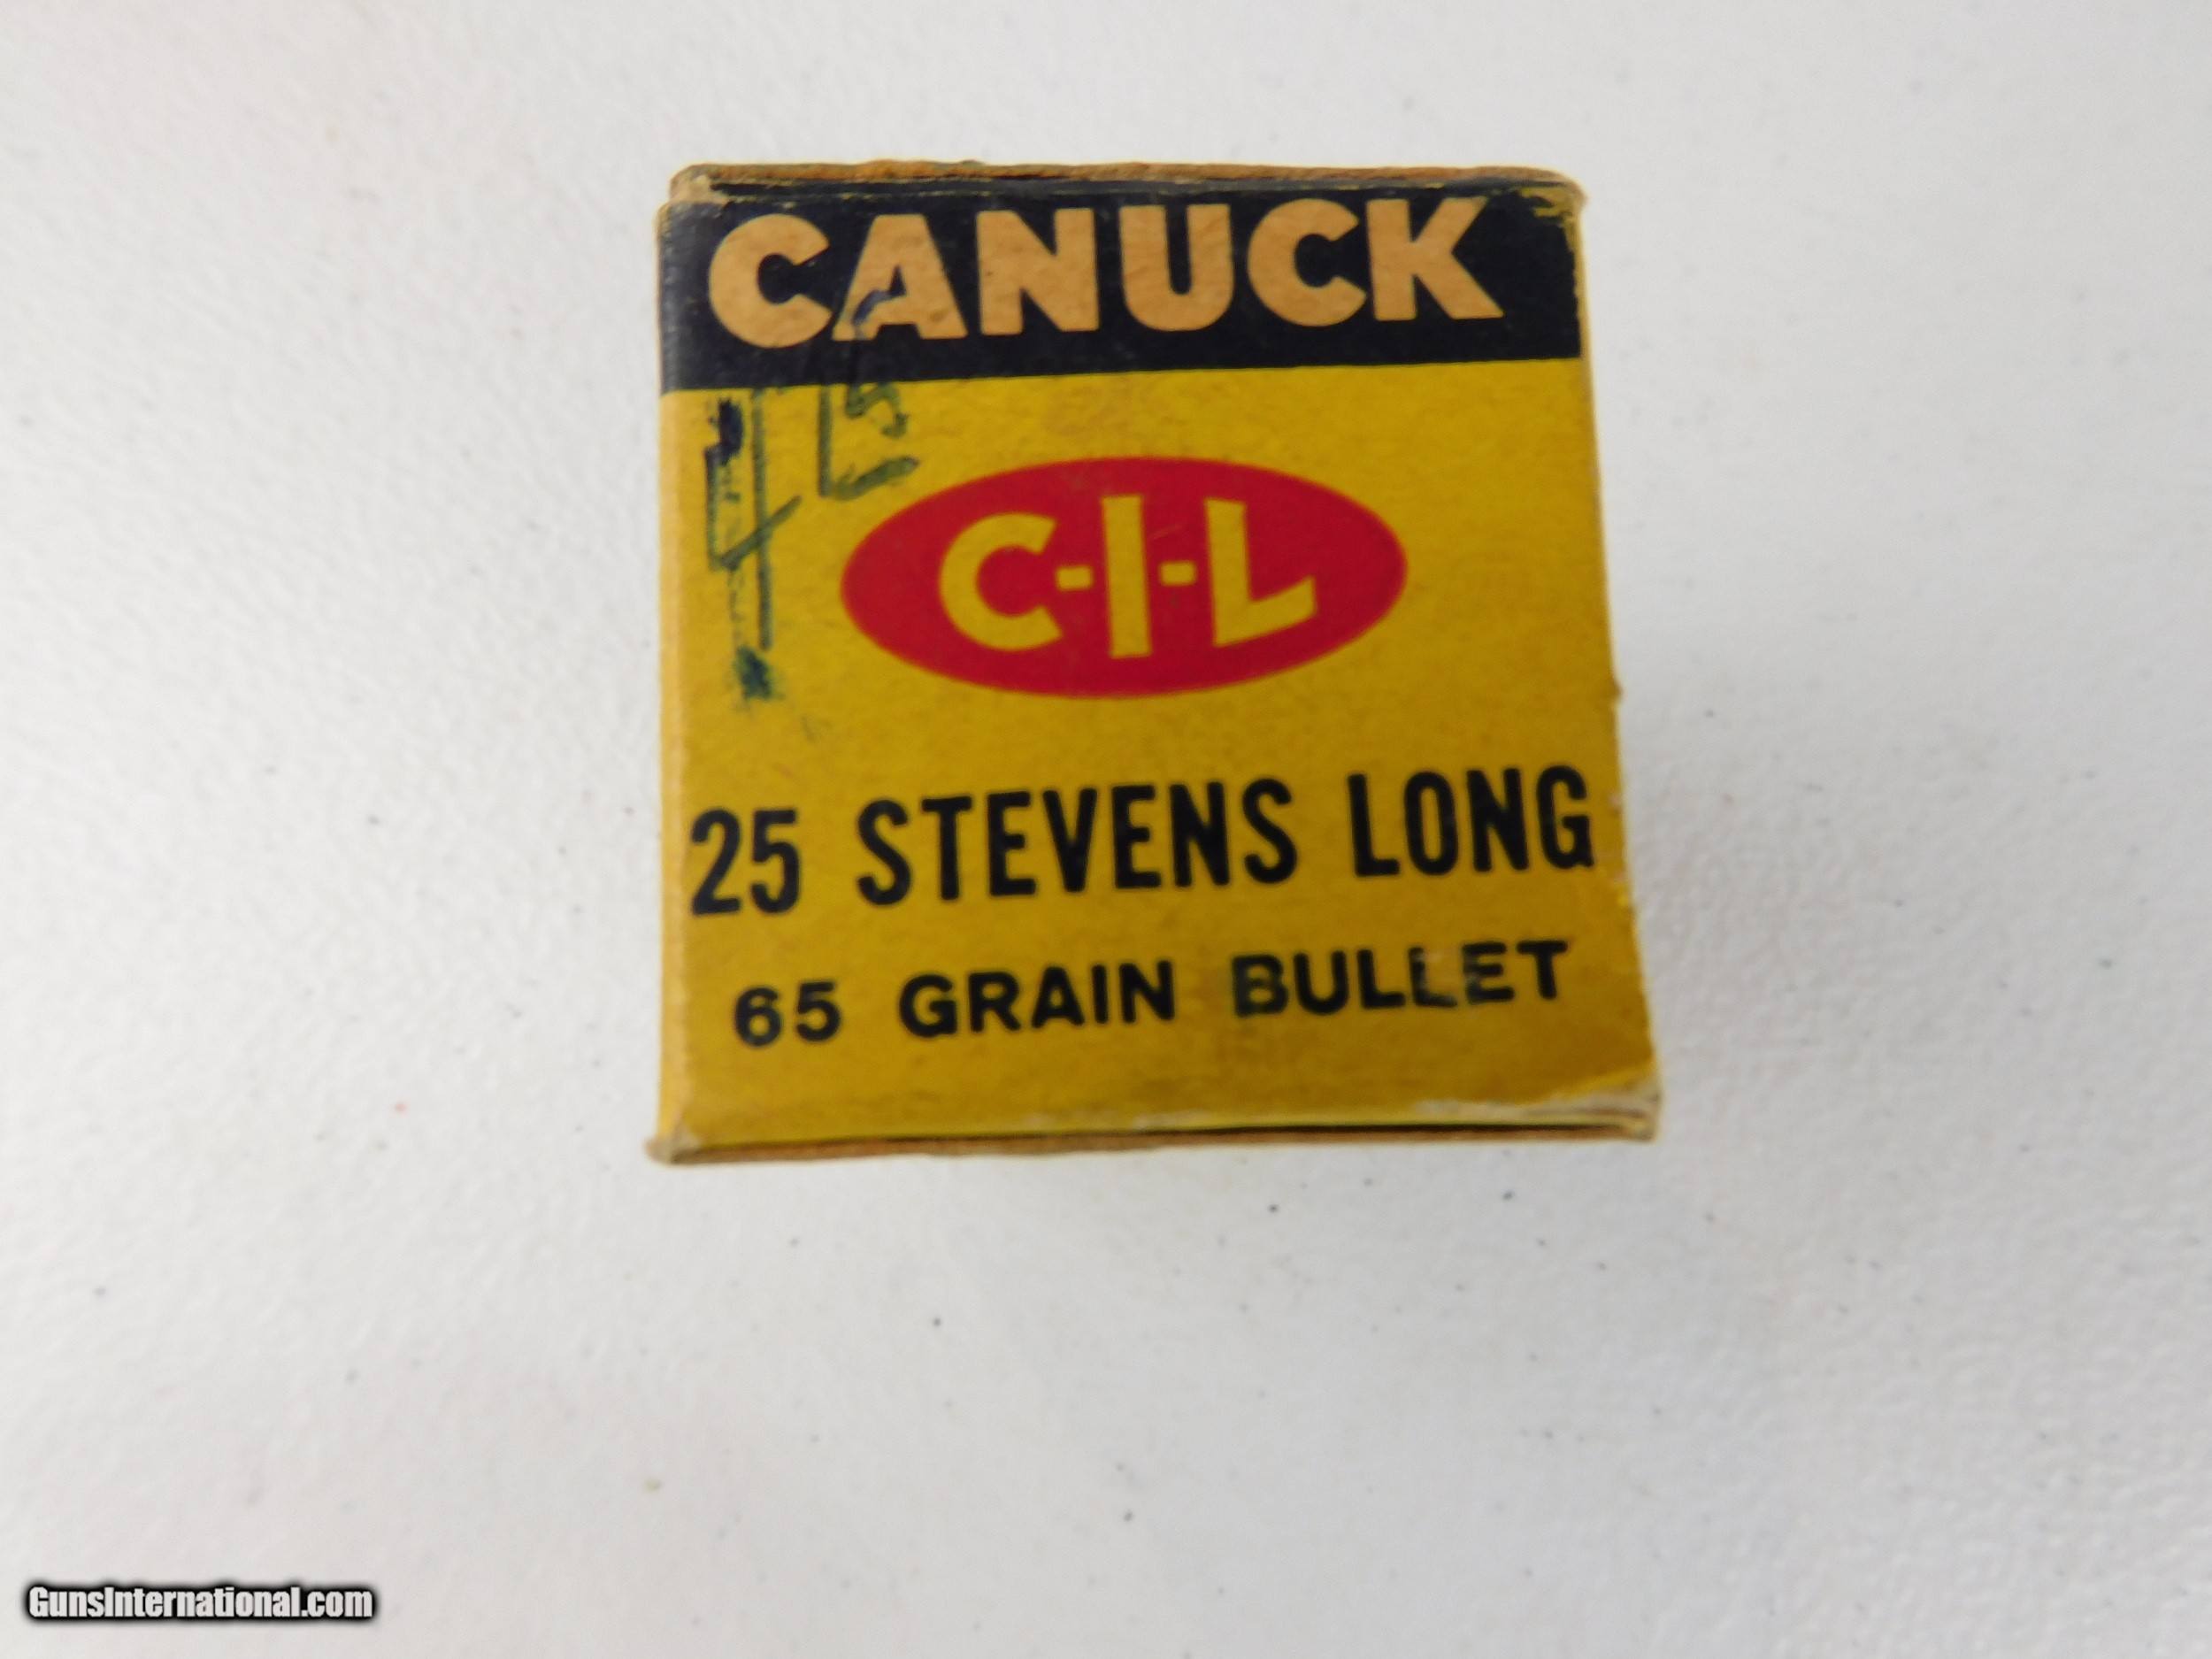 CANUCK
C-I-L
25 STEVENS LONG
65 GRAIN BULLET
GunsInternational.com